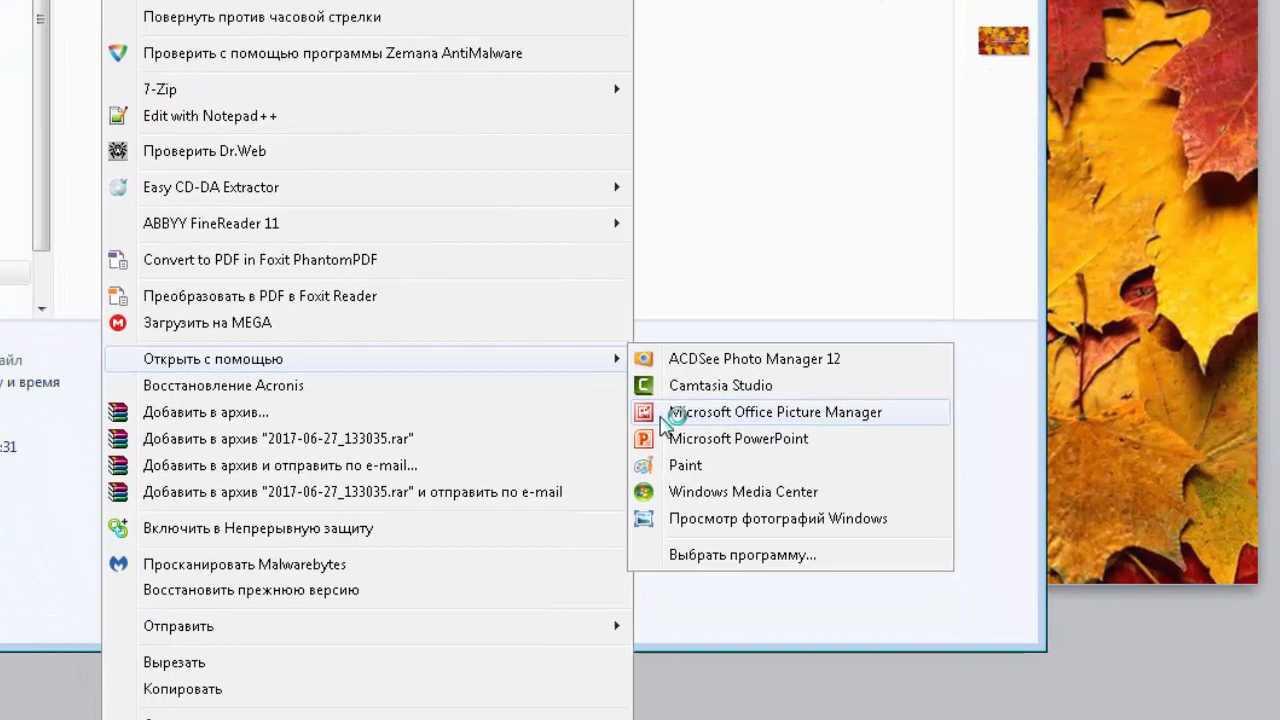 Повернуть против часовой стрелки
Проверить с помощью программы Zemana AntiMalware
7-Zip
Edit with Notepad++
Проверить Dr.Web
Easy CD-DA Extractor
ABBYY FineReader 11
Convert to PDF in Foxit PhantomPDF
Преобразовать в PDF в Foxit Reader
Загрузить на MEGA
айл
Открыть с помощью
у и время
Восстановление Acronis
Добавить в архив...
:31
Добавить в архив "2017-06-27_133035.rar"
Добавить в архив и отправить по e-mail...
Добавить в архив "2017-06-27_133035.rar" и отправить по e-mail
Включить в Непрерывную защиту
Просканировать Malwarebytes
Восстановить прежнюю версию
Отправить
Вырезать
Копировать
ACDSee Photo Manager 12
Camtasia Studio
Microsoft Office Picture Manager
Microsoft PowerPoint
Paint
Windows Media Center
Просмотр фотографий Windows
Выбрать программу...